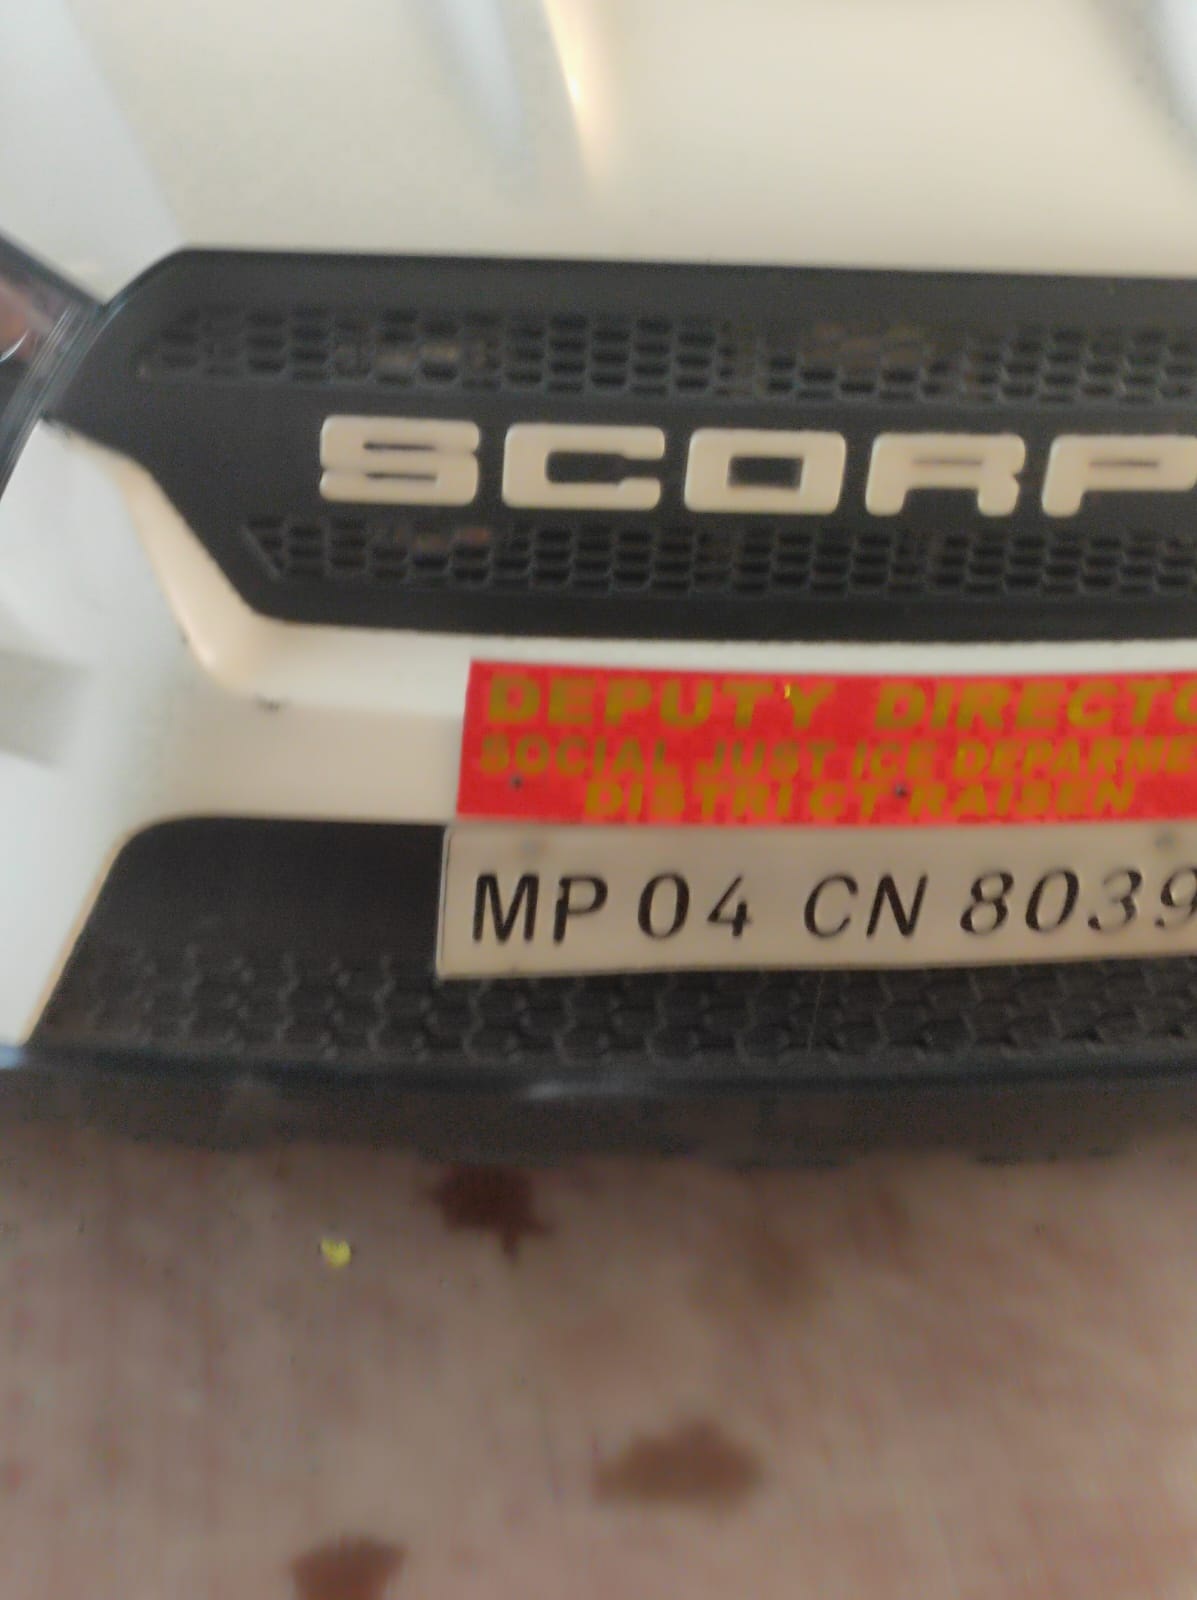 SCORP
DEPUTY DIRECTO
SOCIAL JUST ICE DEPARME
DISTRICT RAISEN
MP 04 CN 8039